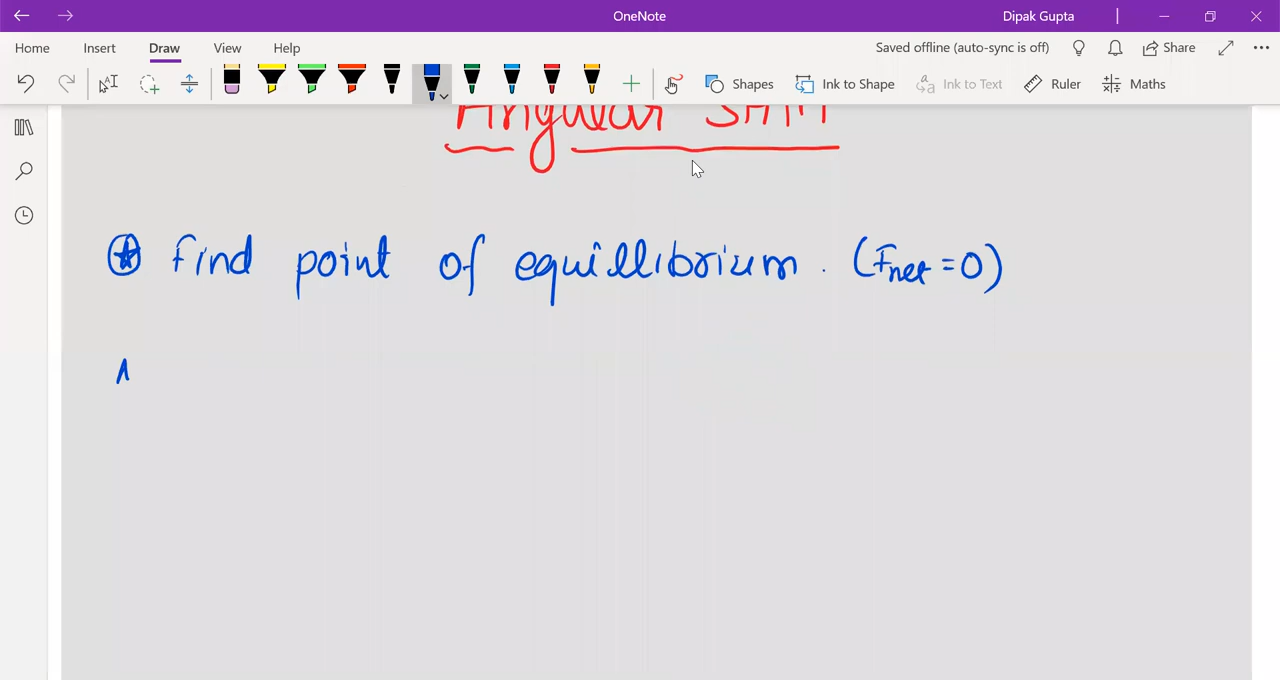 OneNote
Dipak Gupta
Home Insert Draw View Help
Saved offline (auto-sync is off)
Share
Shapes
Ink to Shape
Ink to Text
Ruler
Maths
Angular SHM
find point of equillibrium. (Fnet = 0)